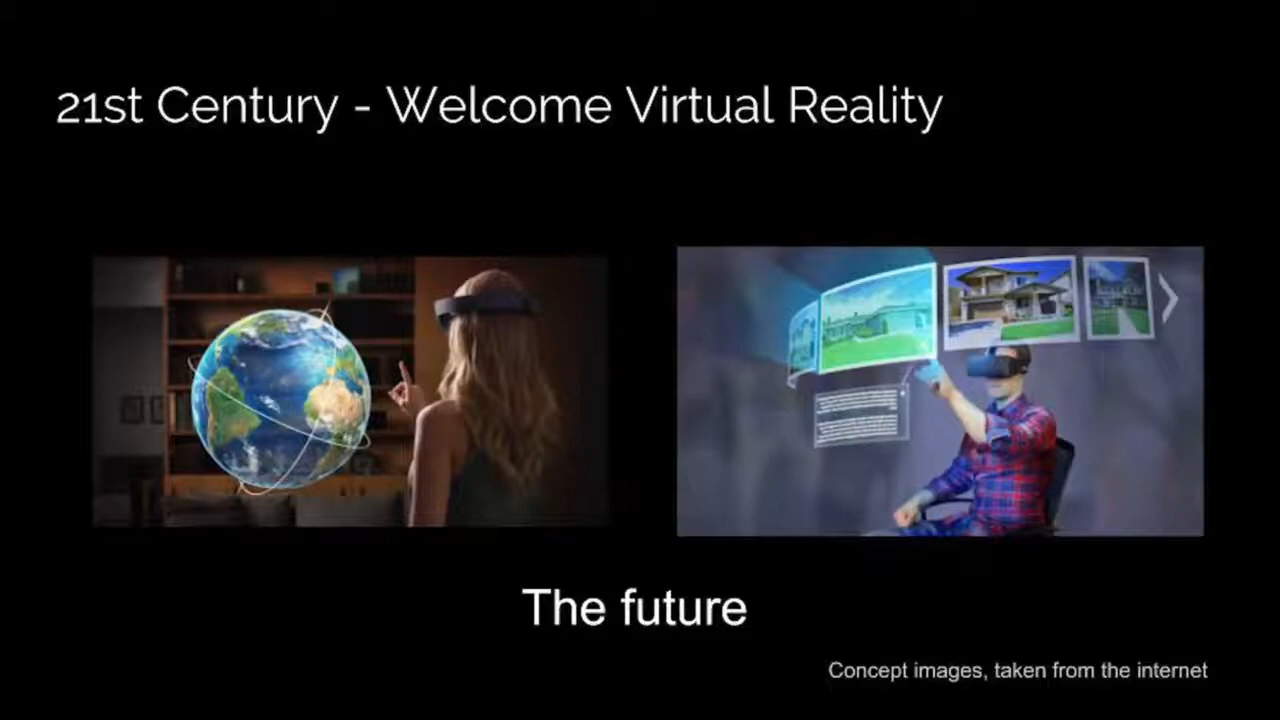 21st Century - Welcome Virtual Reality
The future
Concept images, taken from the internet